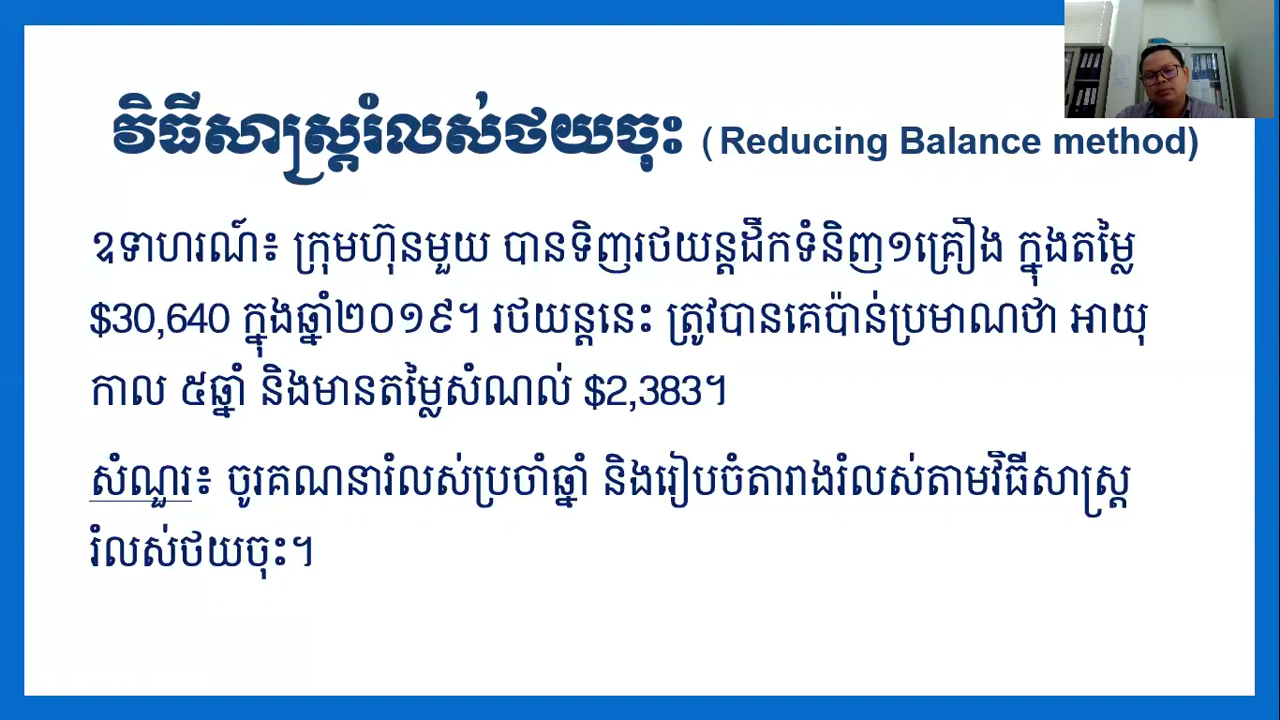 វិធីសាស្ត្ររំលស់ថយចុះ (Reducing Balance method)
ឧទាហរណ៍៖ ក្រុមហ៊ុនមួយ បានទិញរថយន្តដឹកទំនិញ១គ្រឿង ក្នុងតម្លៃ
$30,640 ក្នុងឆ្នាំ២០១៩។ រថយន្តនេះ ត្រូវបានគេប៉ាន់ប្រមាណថា អាយុ
កាល ៥ឆ្នាំ និងមានតម្លៃសំណល់ $2,383។
សំណួរ៖ ចូរគណនារំលស់ប្រចាំឆ្នាំ និងរៀបចំតារាងរំលស់តាមវិធីសាស្ត្រ
រំលស់ថយចុះ។